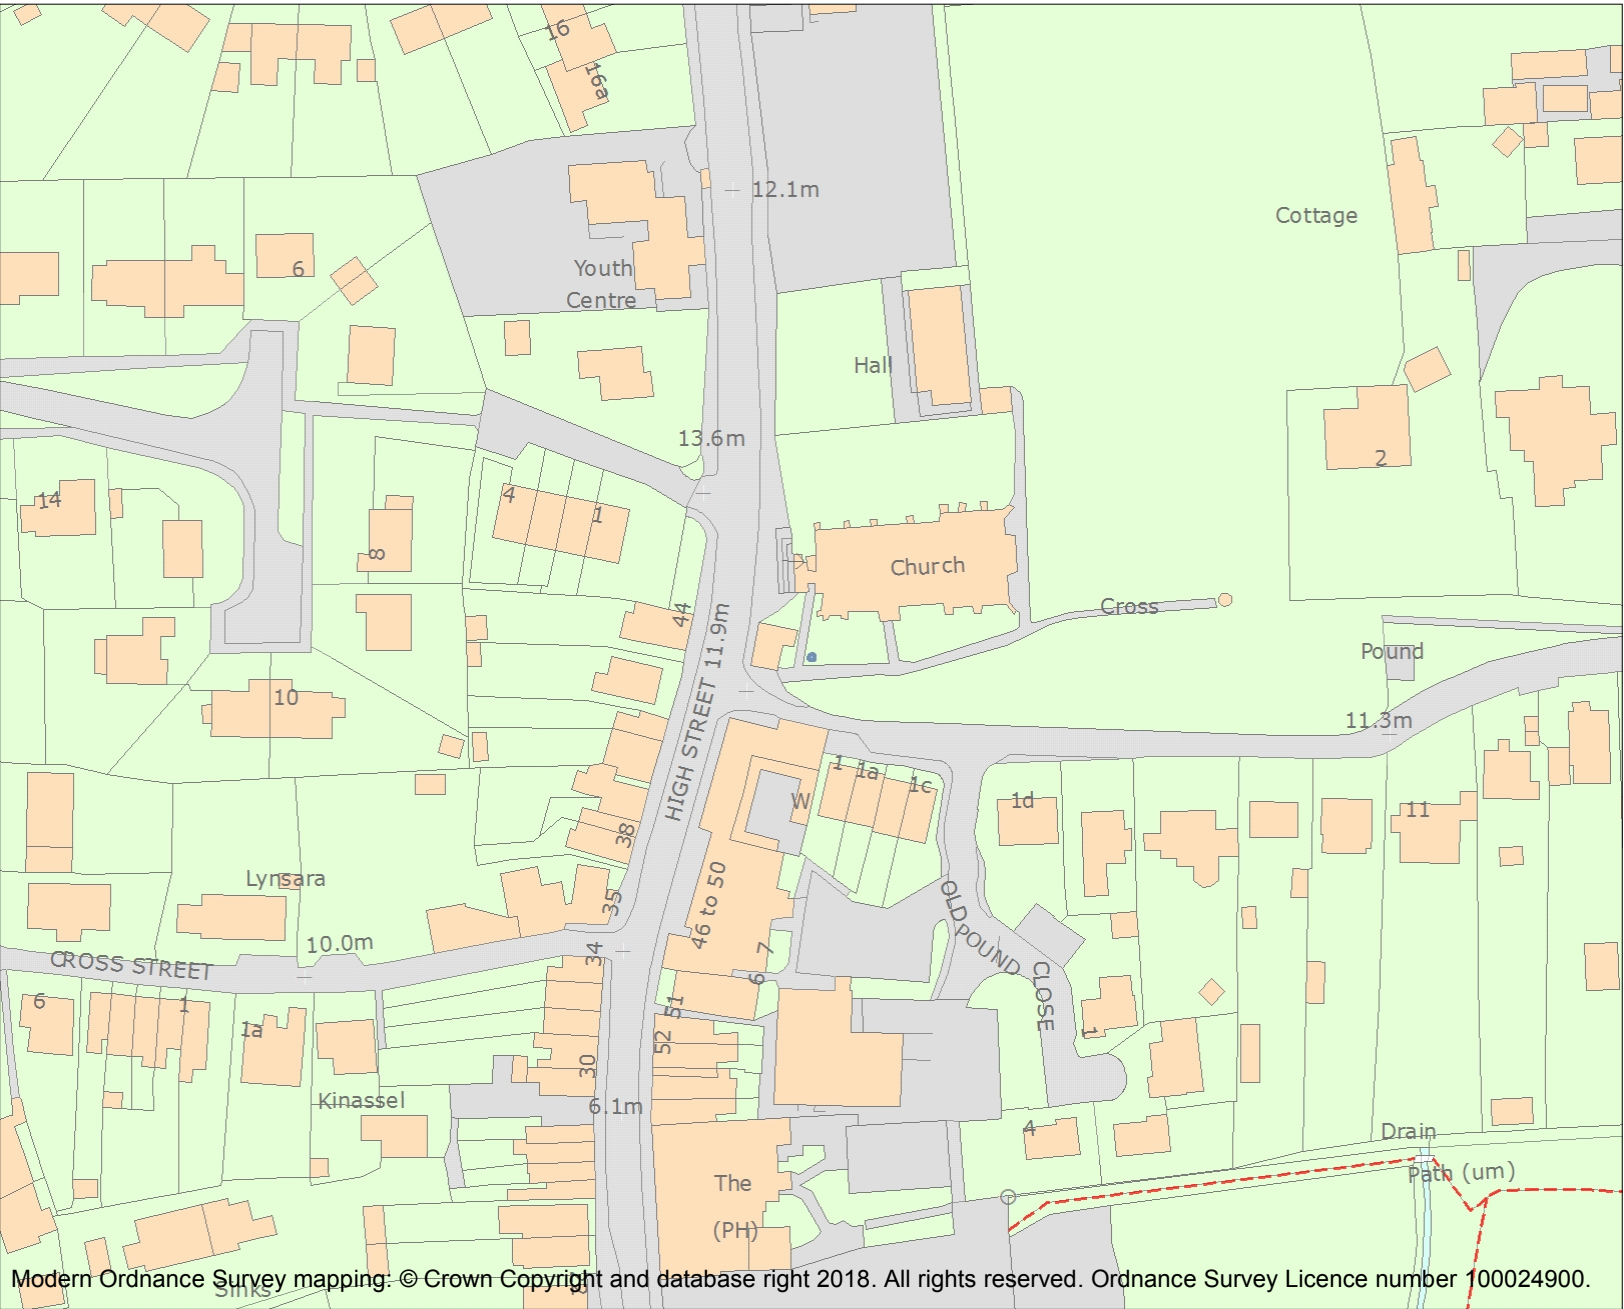 16
16a
12.1m
Cottage
Youth
Centre
6
Hall
13.6m
2
4
1
14
8
Church
Cross
44
HIGH STREET 11.9m
Pound
10
11.3m
1
1a
1c
W
1d
11
38
Lynsara
35
46 to 50
OLD POUND
CLOSE
10.0m
34
7
6
CROSS STREET
51
6
1
1a
52
1
30
Kinassel
6.1m
4
Drain
Path (um)
The
(PH)
Modern Ordnance Survey mapping: © Crown Copyright and database right 2018. All rights reserved. Ordnance Survey Licence number 100024900.
Sinks